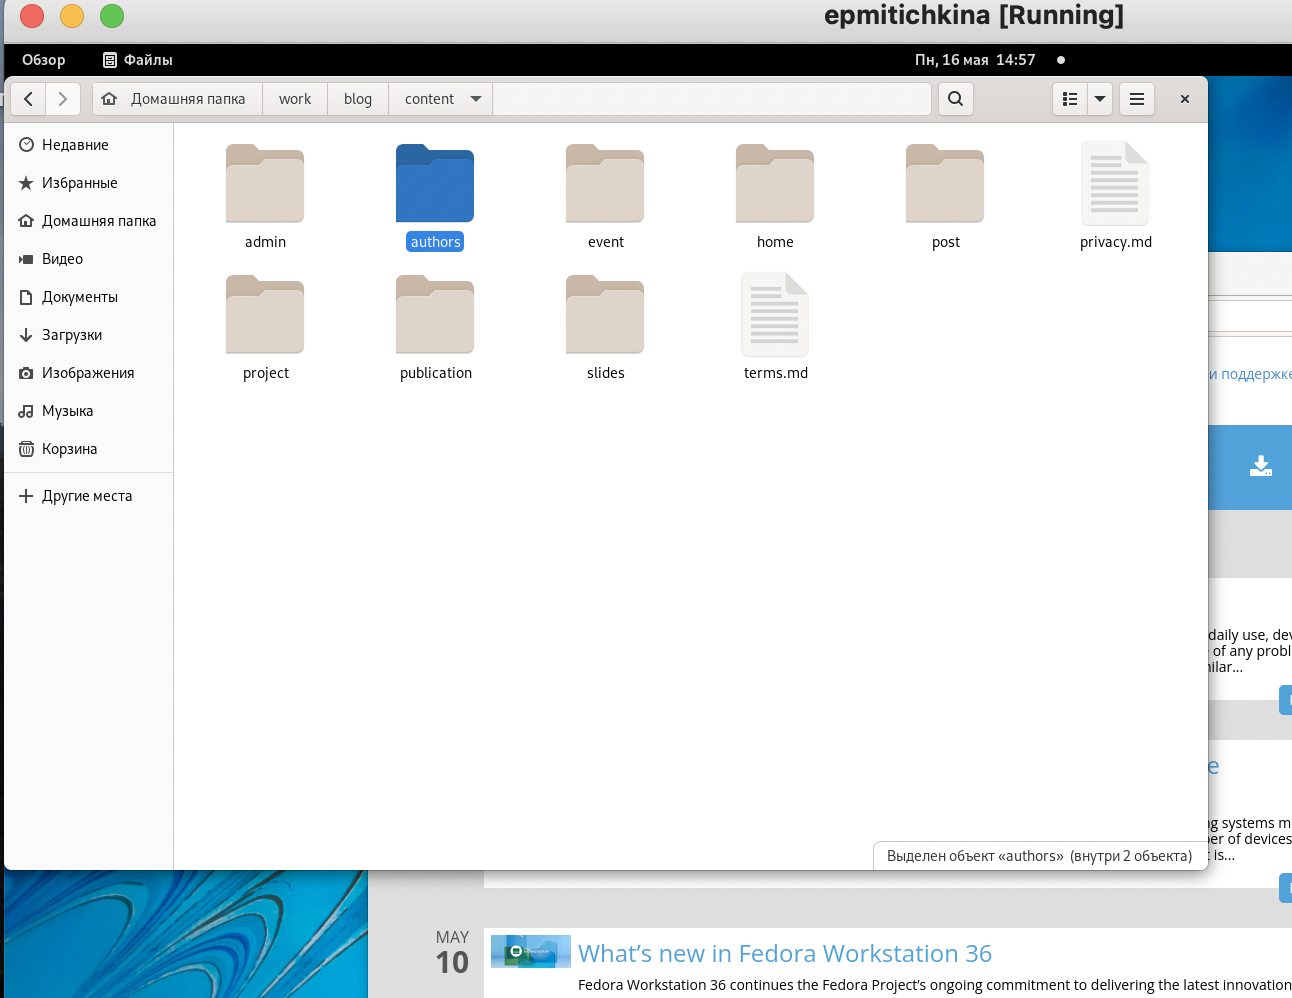 epmitichkina [Running]
Обзор Файлы Пн, 16 мая 14:57
Домашняя папка work blog content
Недавние
Избранные
Домашняя папка
Видео
Документы
Загрузки
Изображения
Музыка
Корзина
Другие места
admin authors event home post privacy.md
project publication slides terms.md
Выделен объект «authors» (внутри 2 объекта)
и поддержке
daily use, dev
of any probl
ilar...
e
g systems m
er of devices
is...
MAY
10
What's new in Fedora Workstation 36
Fedora Workstation 36 continues the Fedora Project's ongoing commitment to delivering the latest innovation